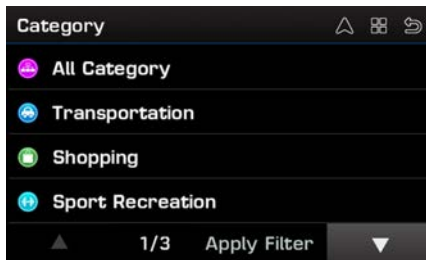 Category
All Category
Transportation
Shopping
Sport Recreation
1/3 Apply Filter